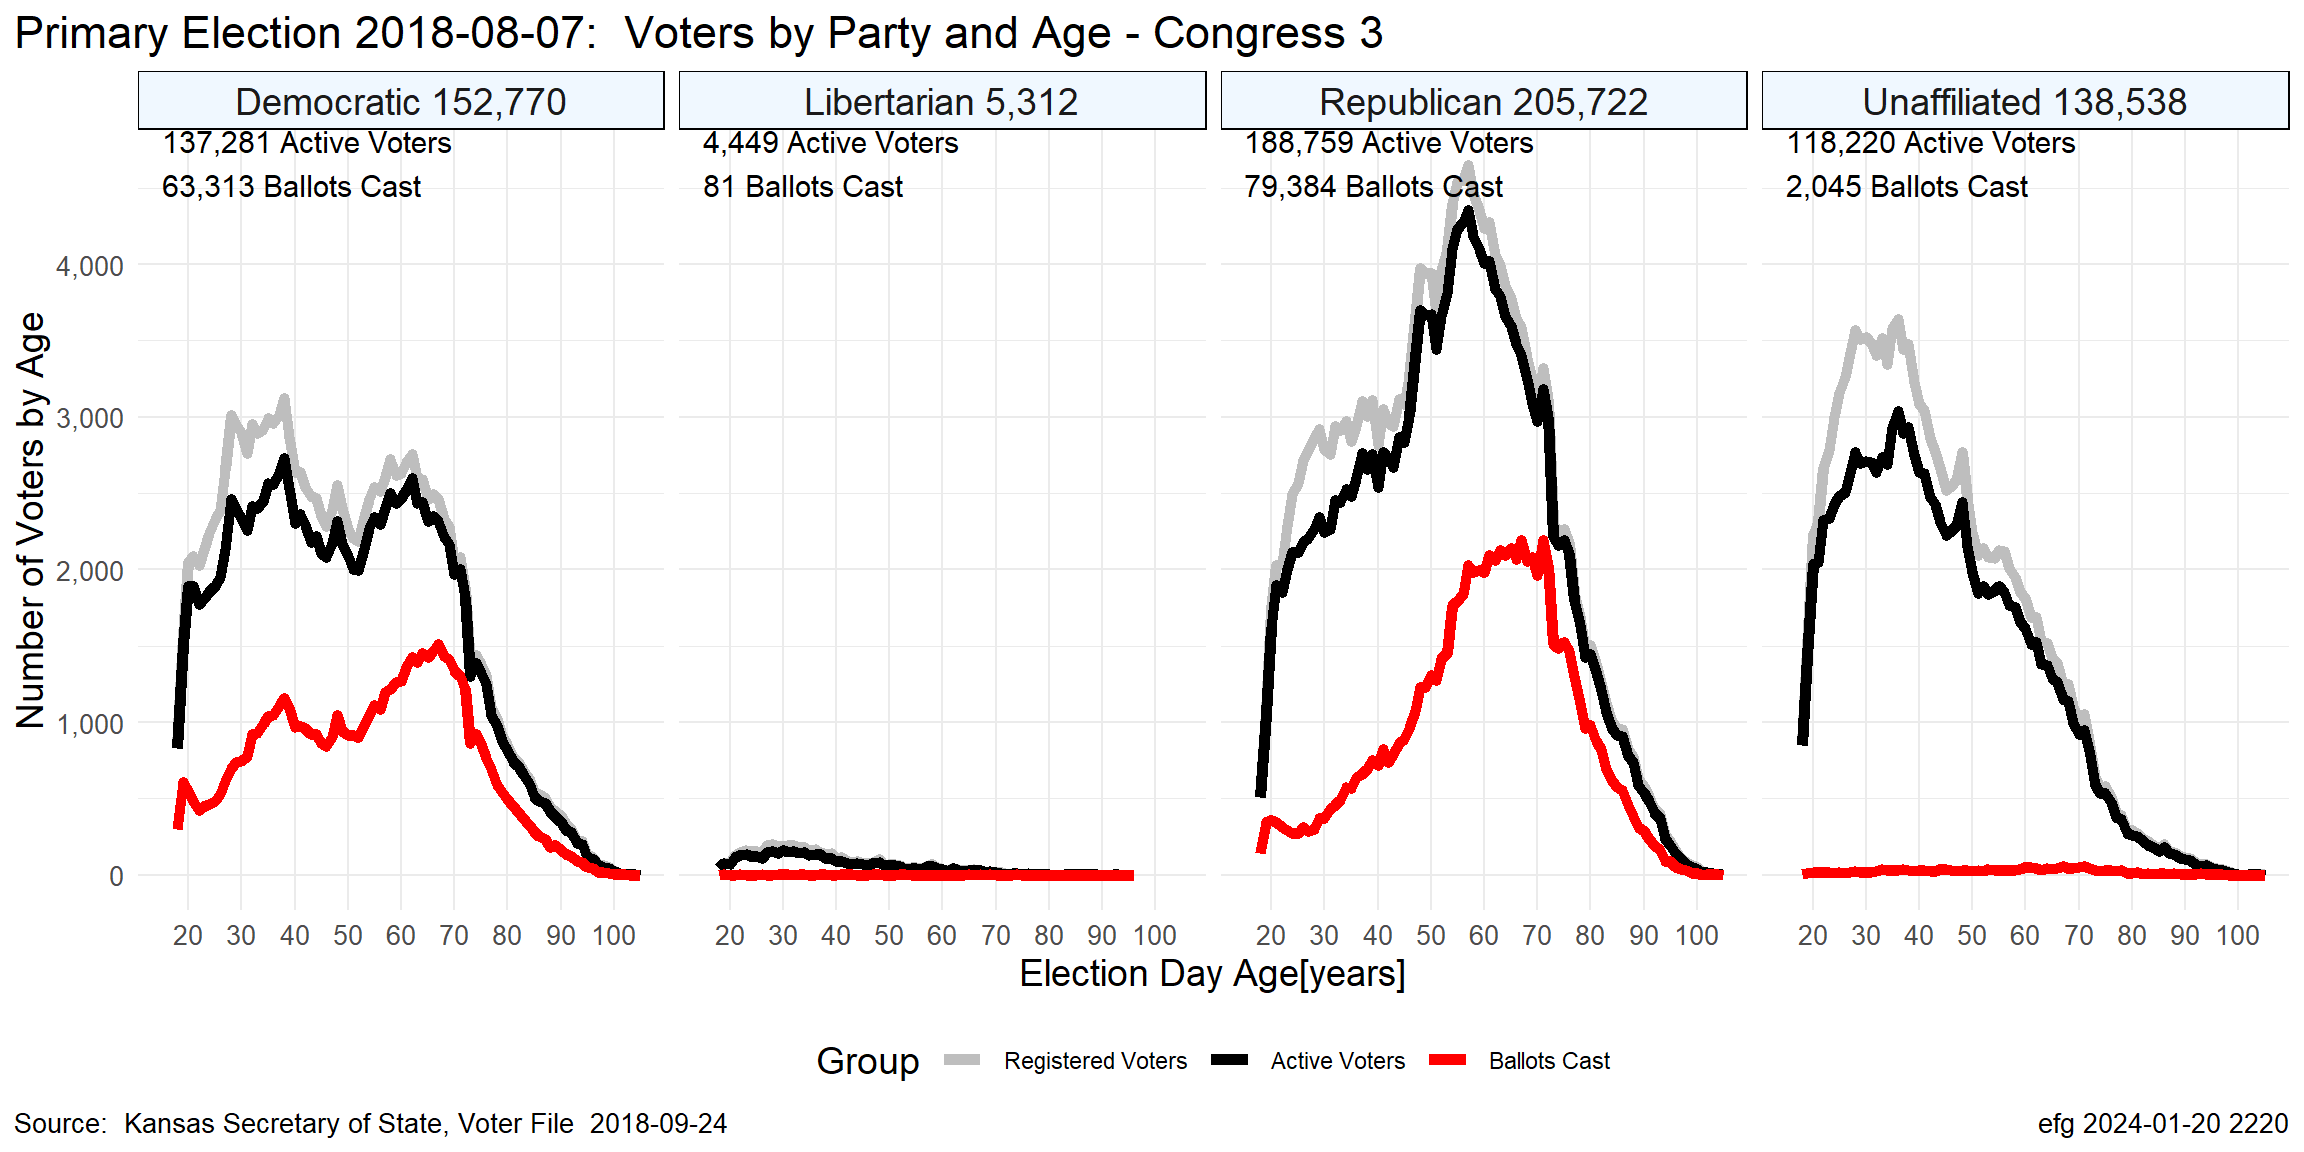 Primary Election 2018-08-07:  Voters by Party and Age - Congress 3
Democratic 152,770
Libertarian 5,312
Republican 205,722
Unaffiliated 138,538
137,281 Active Voters
63,313 Ballots Cast
4,449 Active Voters
81 Ballots Cast
188,759 Active Voters
79,384 Ballots Cast
118,220 Active Voters
2,045 Ballots Cast
Number of Voters by Age
4,000
3,000
2,000
1,000
0
20 30 40 50 60 70 80 90 100
20 30 40 50 60 70 80 90 100
20 30 40 50 60 70 80 90 100
20 30 40 50 60 70 80 90 100
Election Day Age[years]
Group Registered Voters Active Voters Ballots Cast
Source:  Kansas Secretary of State, Voter File  2018-09-24
efg 2024-01-20 2220